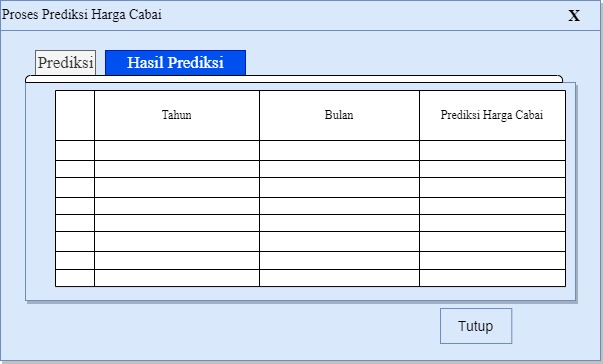 Proses Prediksi Harga Cabai X
Prediksi Hasil Prediksi
Tahun Bulan Prediksi Harga Cabai
Tutup